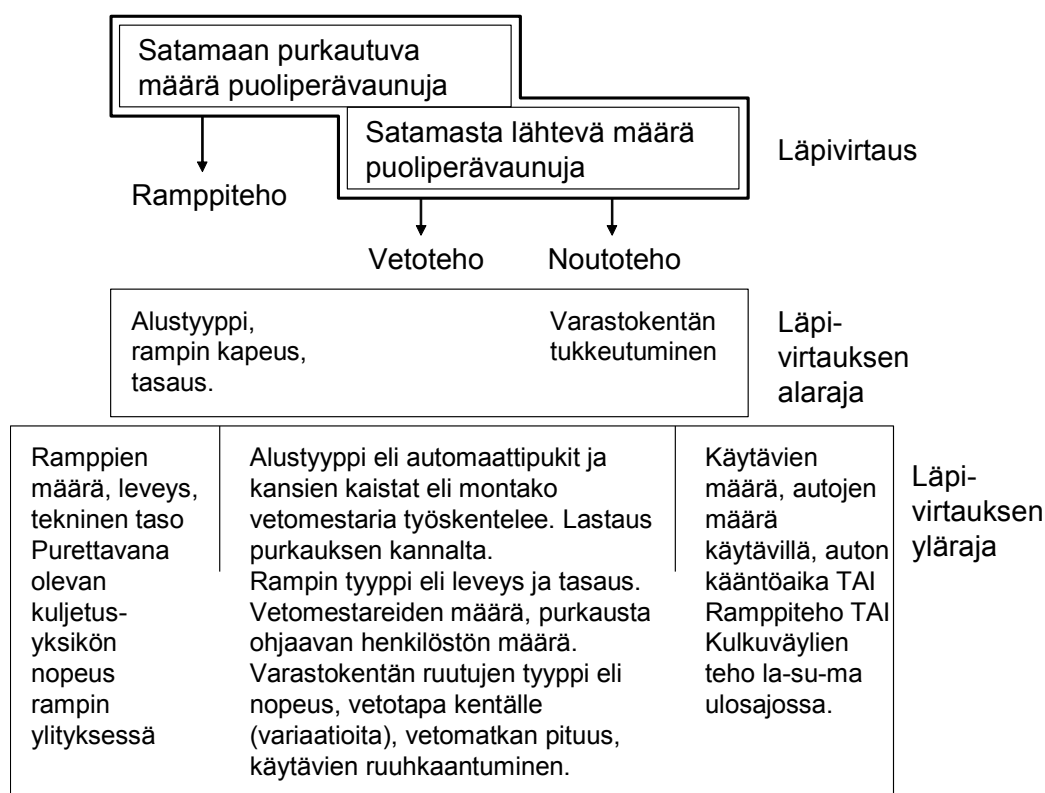 Satamaan purkautuva
määrä puoliperävaunuja
Satamasta lähtevä määrä
puoliperävaunuja
Läpivirtaus
Ramppiteho
Vetoteho
Noutoteho
Alustyyppi,
rampin kapeus,
tasaus.
Varastokentän
tukkeutuminen
Läpi-
virtauksen
alaraja
Ramppien
määrä, leveys,
tekninen taso
Purettavana
olevan
kuljetus-
yksikön
nopeus
rampin
ylityksessä
Alustyyppi eli automaattipukit ja
kansien kaistat eli montako
vetomestaria työskentelee. Lastaus
purkauksen kannalta.
Rampin tyyppi eli leveys ja tasaus.
Vetomestareiden määrä, purkausta
ohjaavan henkilöstön määrä.
Varastokentän ruutujen tyyppi eli
nopeus, vetotapa kentälle
(variaatioita), vetomatkan pituus,
käytävien ruuhkaantuminen.
Käytävien
määrä, autojen
määrä
käytävillä, auton
kääntöaika TAI
Ramppiteho TAI
Kulkuväylien
teho la-su-ma
ulosajossa.
Läpi-
virtauksen
yläraja